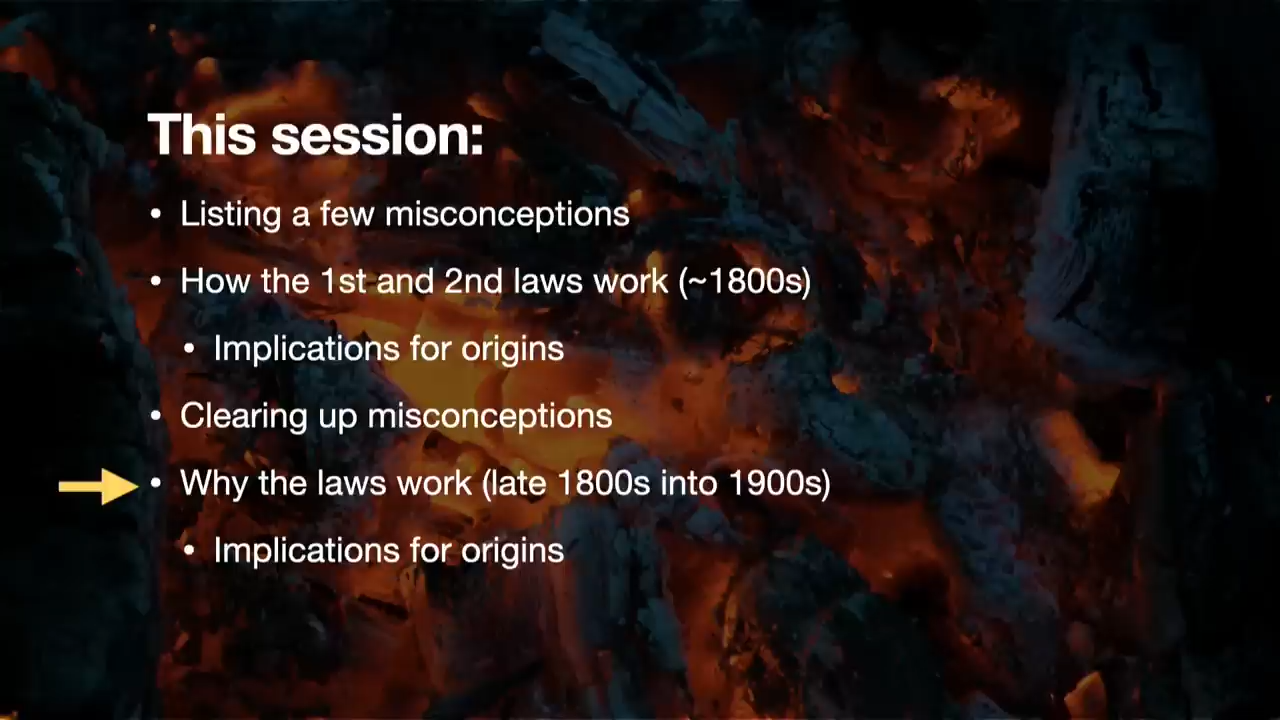 This session:
• Listing a few misconceptions
• How the 1st and 2nd laws work (~1800s)
• Implications for origins
• Clearing up misconceptions
• Why the laws work (late 1800s into 1900s)
• Implications for origins